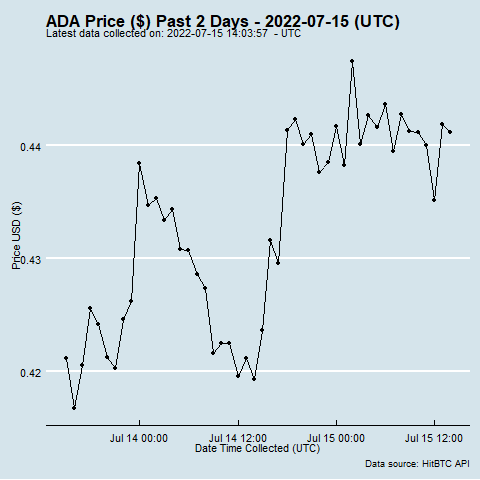 ADA Price ($) Past 2 Days - 2022-07-15 (UTC)
Latest data collected on: 2022-07-15 14:03:57  - UTC
Price USD ($)
0.44
0.43
0.42
Jul 14 00:00
Jul 14 12:00
Jul 15 00:00
Jul 15 12:00
Date Time Collected (UTC)
Data source: HitBTC API